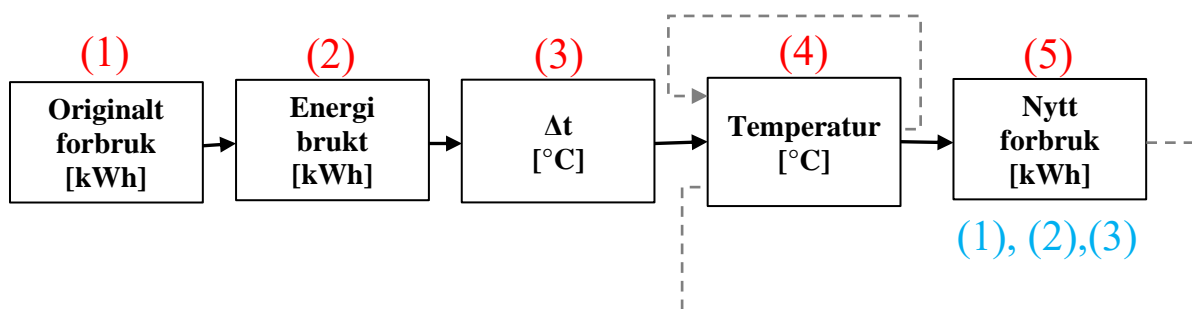 (1)
(2)
(3)
(4)
(5)
Originalt
forbruk
[kWh]
Energi
brukt
[kWh]
Δt
[°C]
Temperatur
[°C]
Nytt
forbruk
[kWh]
(1), (2),(3)